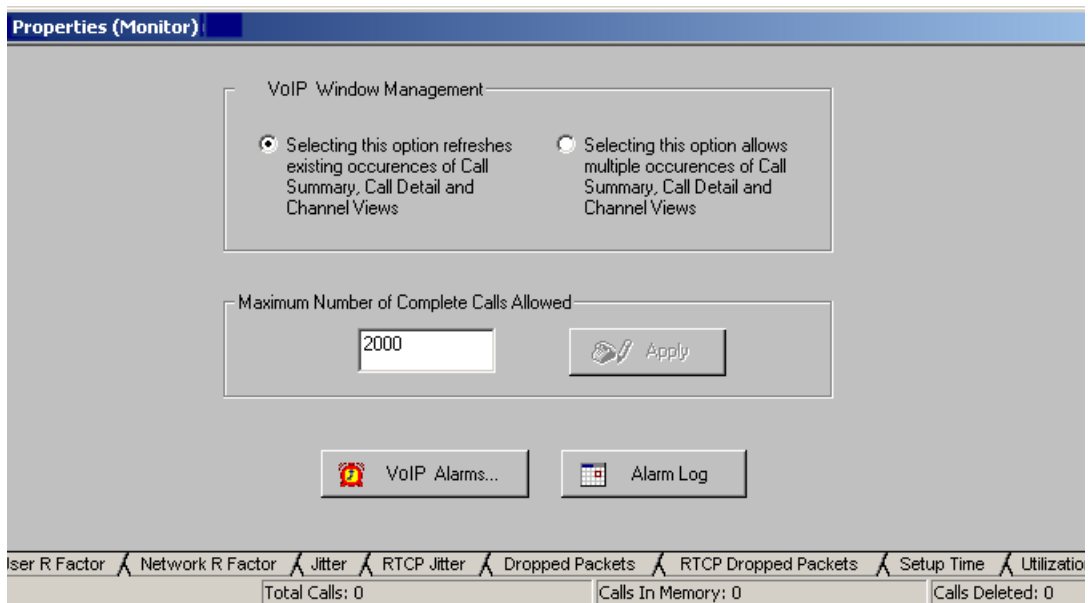 Properties (Monitor)
VoIP Window Management
Selecting this option refreshes
existing occurences of Call
Summary, Call Detail and
Channel Views
Selecting this option allows
multiple occurences of Call
Summary, Call Detail and
Channel Views
Maximum Number of Complete Calls Allowed
2000
Apply
VoIP Alarms...
Alarm Log
User R Factor Network R Factor Jitter RTCP Jitter Dropped Packets RTCP Dropped Packets Setup Time Utilizatio
Total Calls: 0 Calls In Memory: 0 Calls Deleted: 0